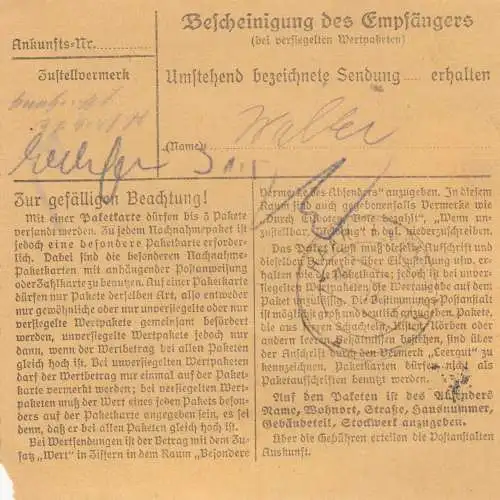 Ankunfts-Nr.
Zustellvermerk
Bescheinigung des Empfängers
(bei versiegelten Wertpaketen)
Umstehend bezeichnete Sendung erhalten
(Name)
Zur gefälligen Beachtung!
Mit einer Paketkarte dürfen bis 3 Pakete
versandt werden. Zu jedem Nachnahmepaket ist
jedoch eine besondere Paketkarte erforder-
lich. Dabei sind die besonderen Nachnahme-
Paketkarten mit anhängender Postanweisung
oder Zahlkarte zu benutzen. Auf einer Paketkarte
dürfen nur Pakete derselben Art, also entweder
nur gewöhnliche oder nur unversiegelte oder nur
versiegelte Wertpakete gemeinsam befördert
werden, unversiegelte Wertpakete jedoch nur
dann, wenn der Wertbetrag bei allen Paketen
gleich hoch ist. Bei unversiegelten Wertpaketen
darf der Wertbetrag nur einmal auf der Paket-
karte vermerkt werden; bei versiegelten Wert-
paketen muß der Wert eines jeden Pakets beson-
ders auf der Paketkarte angegeben sein, es sei
denn, daß er bei allen Paketen gleich hoch ist.
Bei Wertsendungen ist der Betrag mit dem Zu-
satz „Wert" in Ziffern in dem Raum „Besondere
Vermerke des Absenders" anzugeben. In diesem
Raum sind auch gegebenenfalls Vermerke wie
„Durch Eilboten, Bote bezahlt", „Wenn un-
zustellbar, zurück" u. dgl. niederzuschreiben.
Das Paket selbst muß dieselbe Aufschrift und
dieselben Vermerke über Eilzustellung usw. er-
halten wie die Paketkarte; jedoch ist bei unver-
siegelten Wertpaketen die Wertangabe auf dem
Paket unzulässig. Die Bestimmungs-Postanstalt
ist möglichst groß und deutlich anzugeben. Pakete,
die aus leeren Schachteln, Kisten, Körben oder
andern leeren Behältnissen bestehen, sind über
der Anschrift durch den Vermerk „Leergut" zu
kennzeichnen. Paketkarten dürfen nicht als
Paketaufschriften benutzt werden.
Auf den Paketen ist des Absenders
Name, Wohnort, Straße, Hausnummer,
Gebäudeteil, Stockwerk anzugeben.
Über die Gebühren erteilen die Postanstalten
Auskunft.